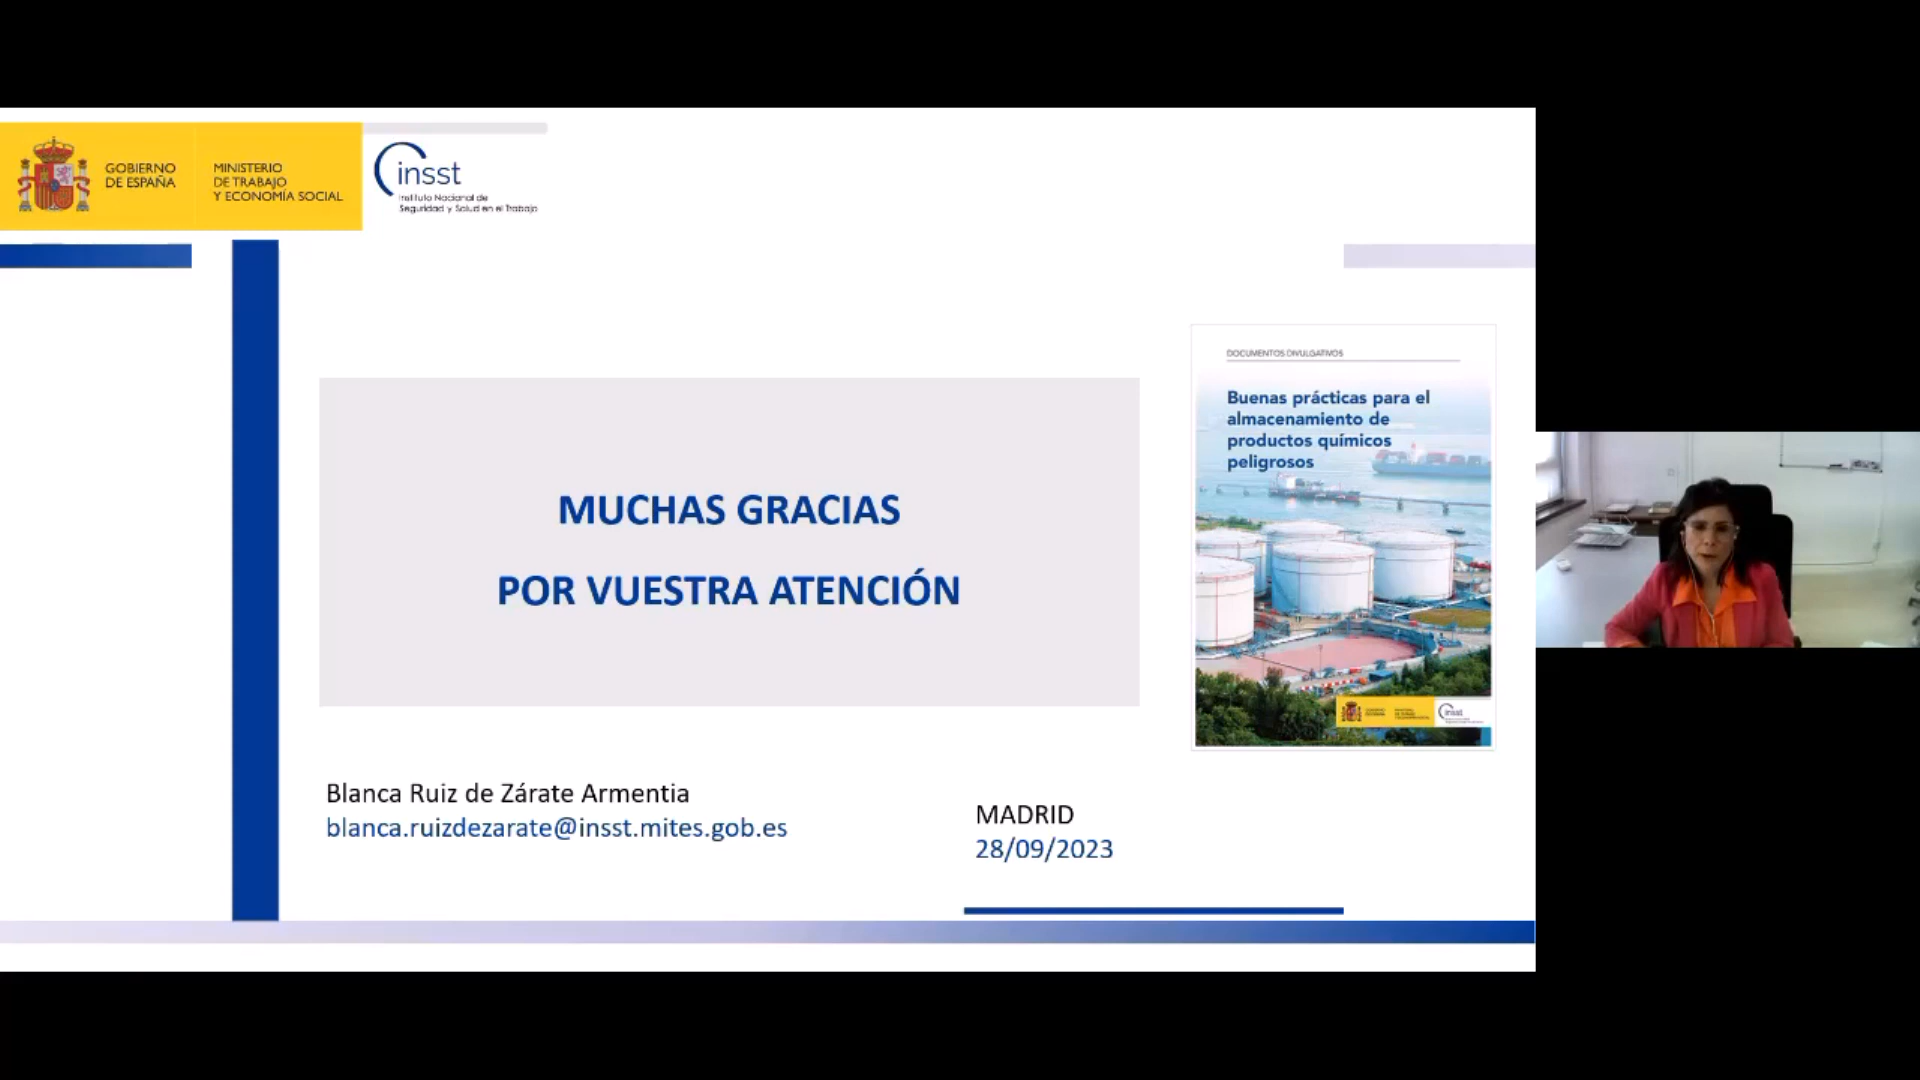 GOBIERNO
DE ESPAÑA
MINISTERIO
DE TRABAJO
Y ECONOMÍA SOCIAL
insst
Instituto Nacional de
Seguridad y Salud en el Trabajo
DOCUMENTOS DIVULGATIVOS
Buenas prácticas para el
almacenamiento de
productos químicos
peligrosos
MUCHAS GRACIAS
POR VUESTRA ATENCIÓN
insst
Blanca Ruiz de Zárate Armentia
blanca.ruizdezarate@insst.mites.gob.es
MADRID
28/09/2023